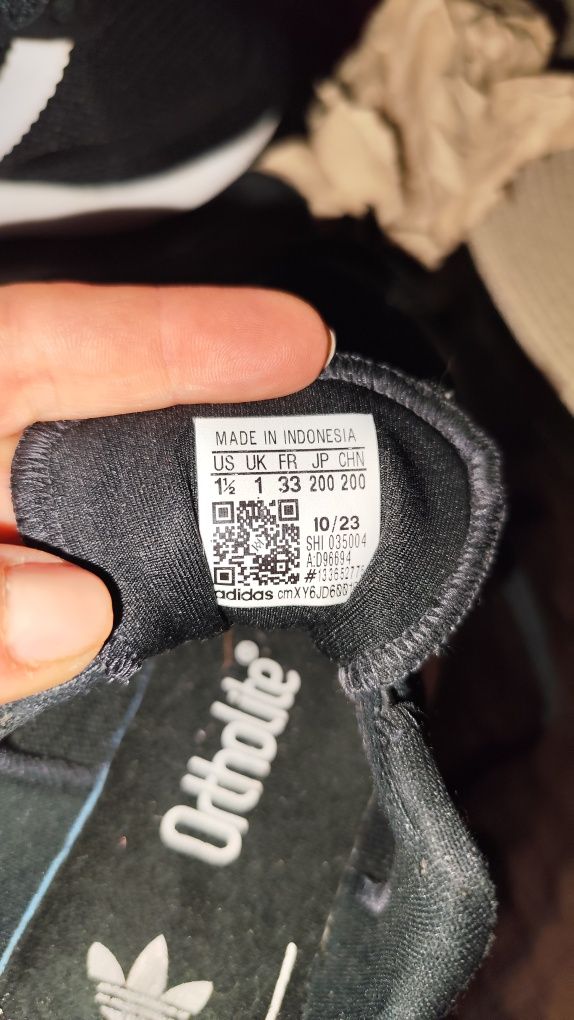 MADE IN INDONESIA
US UK FR JP CHN
1½ 1 33 200 200
10/23
SHI 035004
A:D96694
adidas
Ortholite®